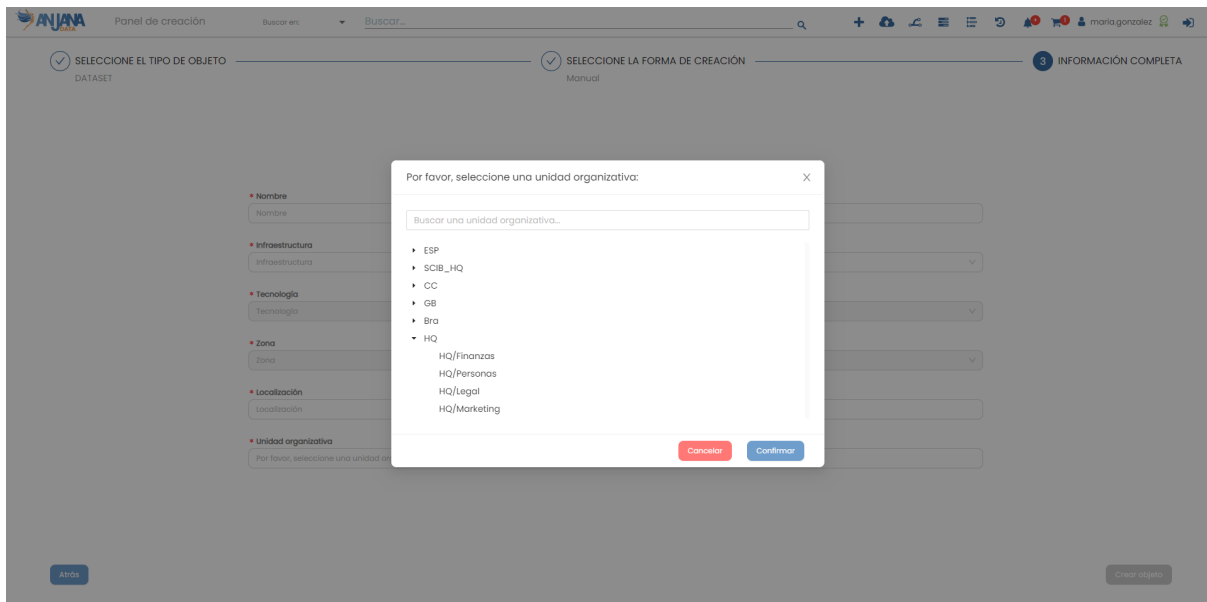 ANJANA
DATA
Panel de creación
Buscar en:
Buscar...
maria.gonzalez
SELECCIONE EL TIPO DE OBJETO
DATASET
SELECCIONE LA FORMA DE CREACIÓN
Manual
3 INFORMACIÓN COMPLETA
Por favor, seleccione una unidad organizativa:
X
Buscar una unidad organizativa...
ESP
SCIB_HQ
CC
GB
Bra
HQ
HQ/Finanzas
HQ/Personas
HQ/Legal
HQ/Marketing
Cancelar
Confirmar
* Nombre
Nombre
* Infraestructura
Infraestructura
* Tecnología
Tecnología
* Zona
Zona
* Localización
Localización
* Unidad organizativa
Por favor, seleccione una unidad
Atrás
Crear objeto